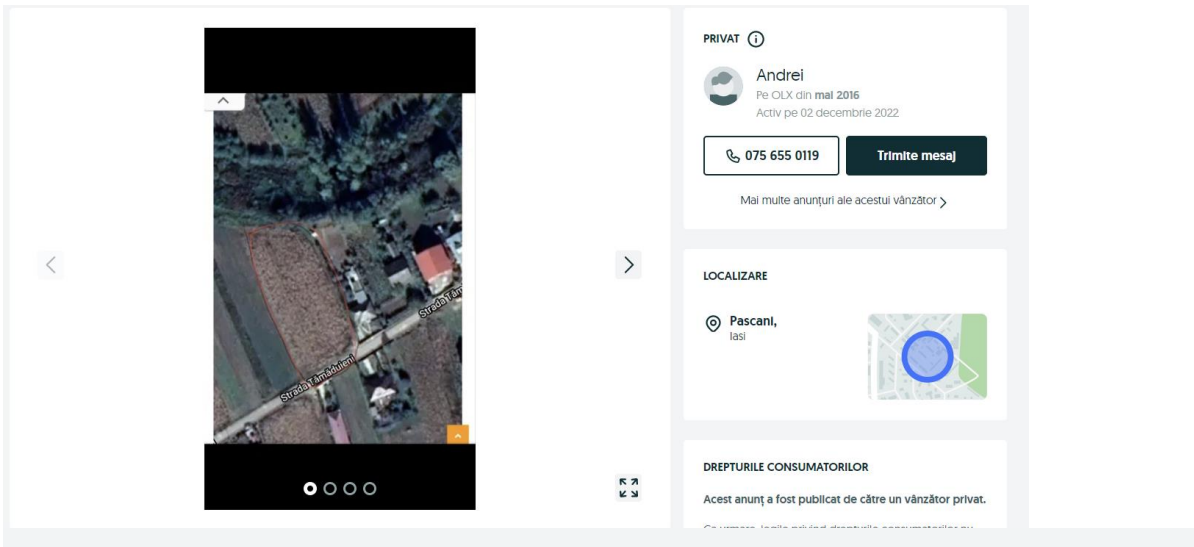 Strada Tăm
Strada Tămăduieni
PRIVAT
Andrei
Pe OLX din mai 2016
Activ pe 02 decembrie 2022
075 655 0119
Trimite mesaj
Mai multe anunțuri ale acestui vânzător
LOCALIZARE
Pascani,
Iasi
DREPTURILE CONSUMATORILOR
Acest anunț a fost publicat de către un vânzător privat.